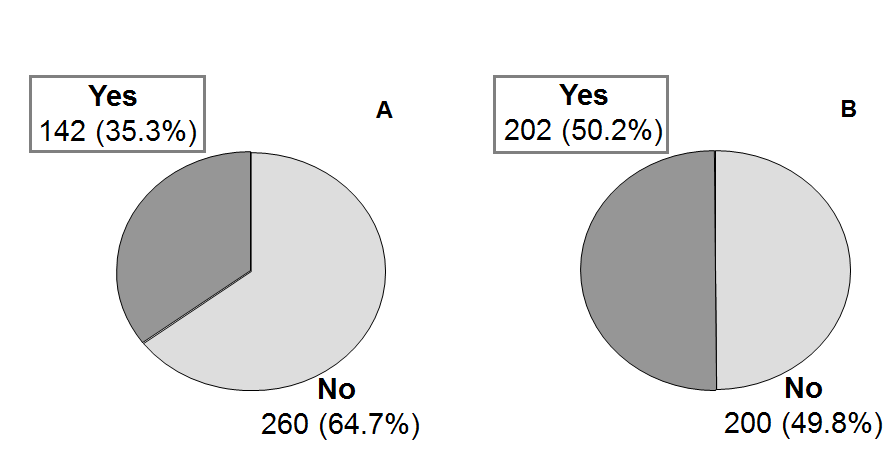 Yes
142 (35.3%)
A
No
260 (64.7%)
Yes
202 (50.2%)
B
No
200 (49.8%)